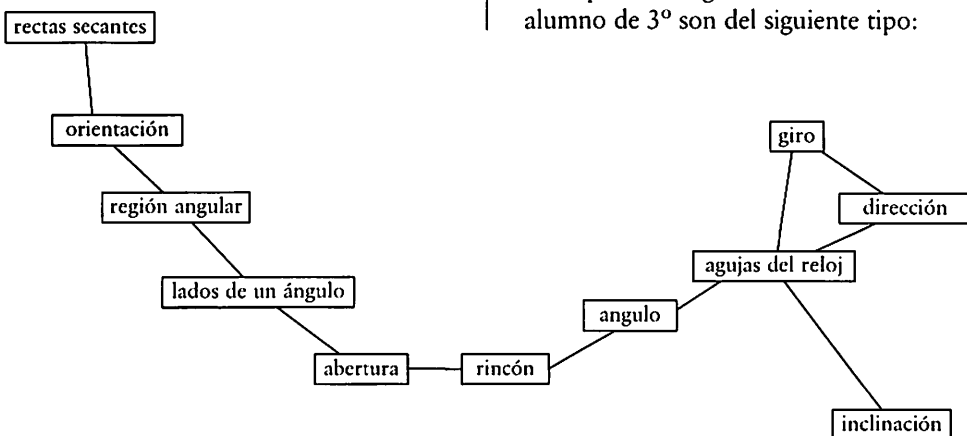 alumno de 3º son del siguiente tipo:
rectas secantes
orientación
giro
región angular
dirección
agujas del reloj
lados de un ángulo
angulo
abertura
rincón
inclinación